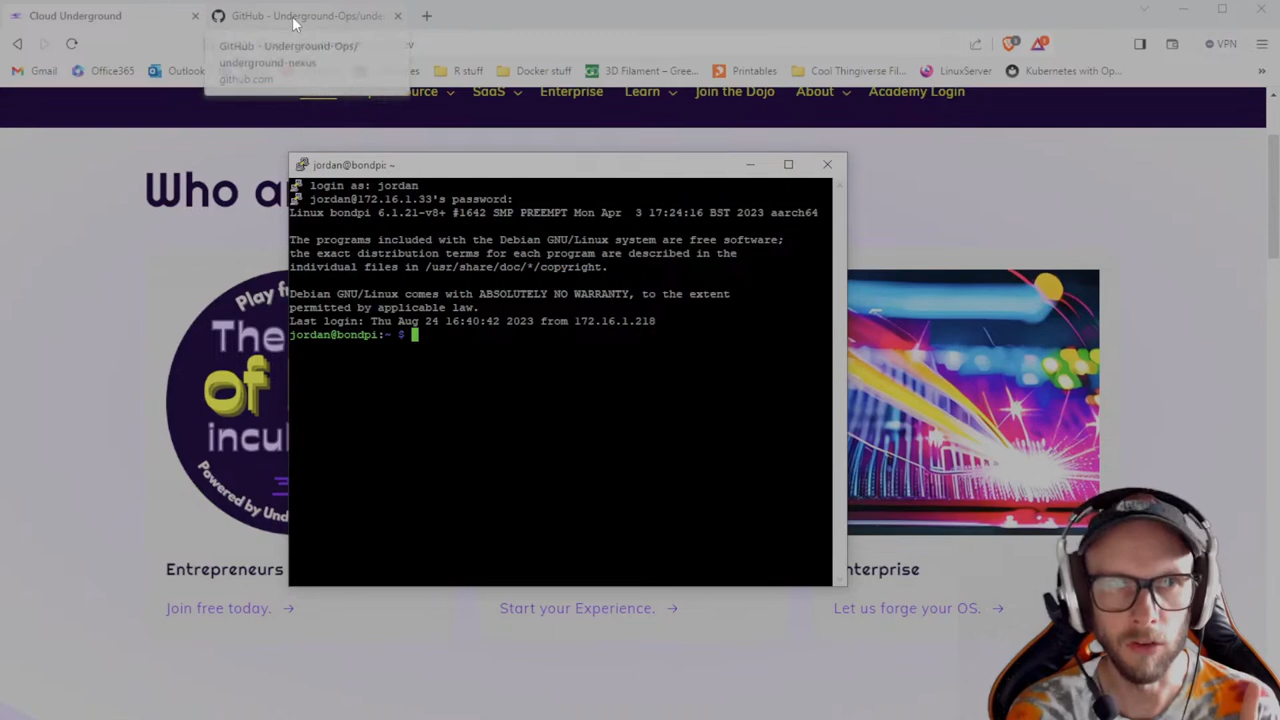 Cloud Underground
GitHub - Underground-Ops/unde
GitHub - Underground-Ops/
underground-nexus
github.com
VPN
Gmail
Office365
Outlook
R stuff
Docker stuff
3D Filament – Gree...
Printables
Cool Thingiverse Fil...
LinuxServer
Kubernetes with Op...
»
SaaS
Enterprise
Learn
Join the Dojo
About
Academy Login
Who a
jordan@bondpi: ~
login as: jordan
jordan@172.16.1.33's password:
Linux bondpi 6.1.21-v8+ #1642 SMP PREEMPT Mon Apr  3 17:24:16 BST 2023 aarch64
The programs included with the Debian GNU/Linux system are free software;
the exact distribution terms for each program are described in the
individual files in /usr/share/doc/*/copyright.
Debian GNU/Linux comes with ABSOLUTELY NO WARRANTY, to the extent
permitted by applicable law.
Last login: Thu Aug 24 16:40:42 2023 from 172.16.1.218
jordan@bondpi:~ $
Play
The
of
incu
Powered by
Entrepreneurs
Join free today. →
Start your Experience. →
Let us forge your OS. →